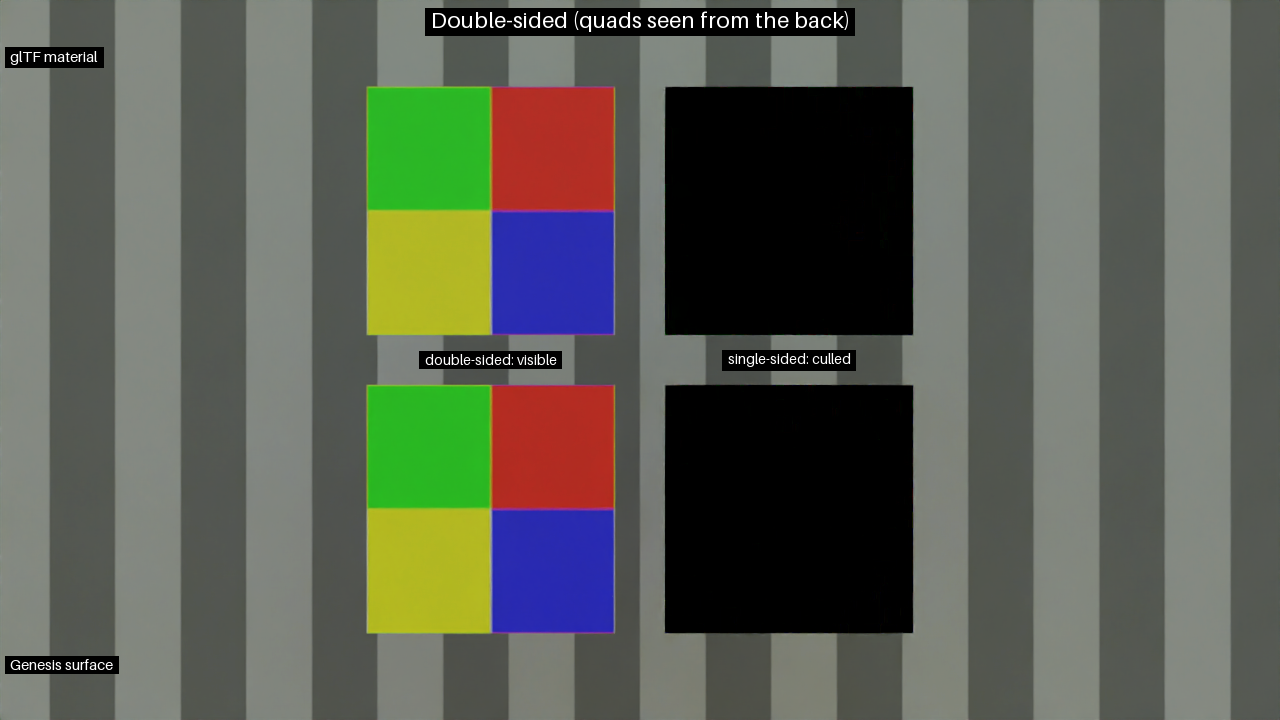 Double-sided (quads seen from the back)
glTF material
double-sided: visible
single-sided: culled
Genesis surface